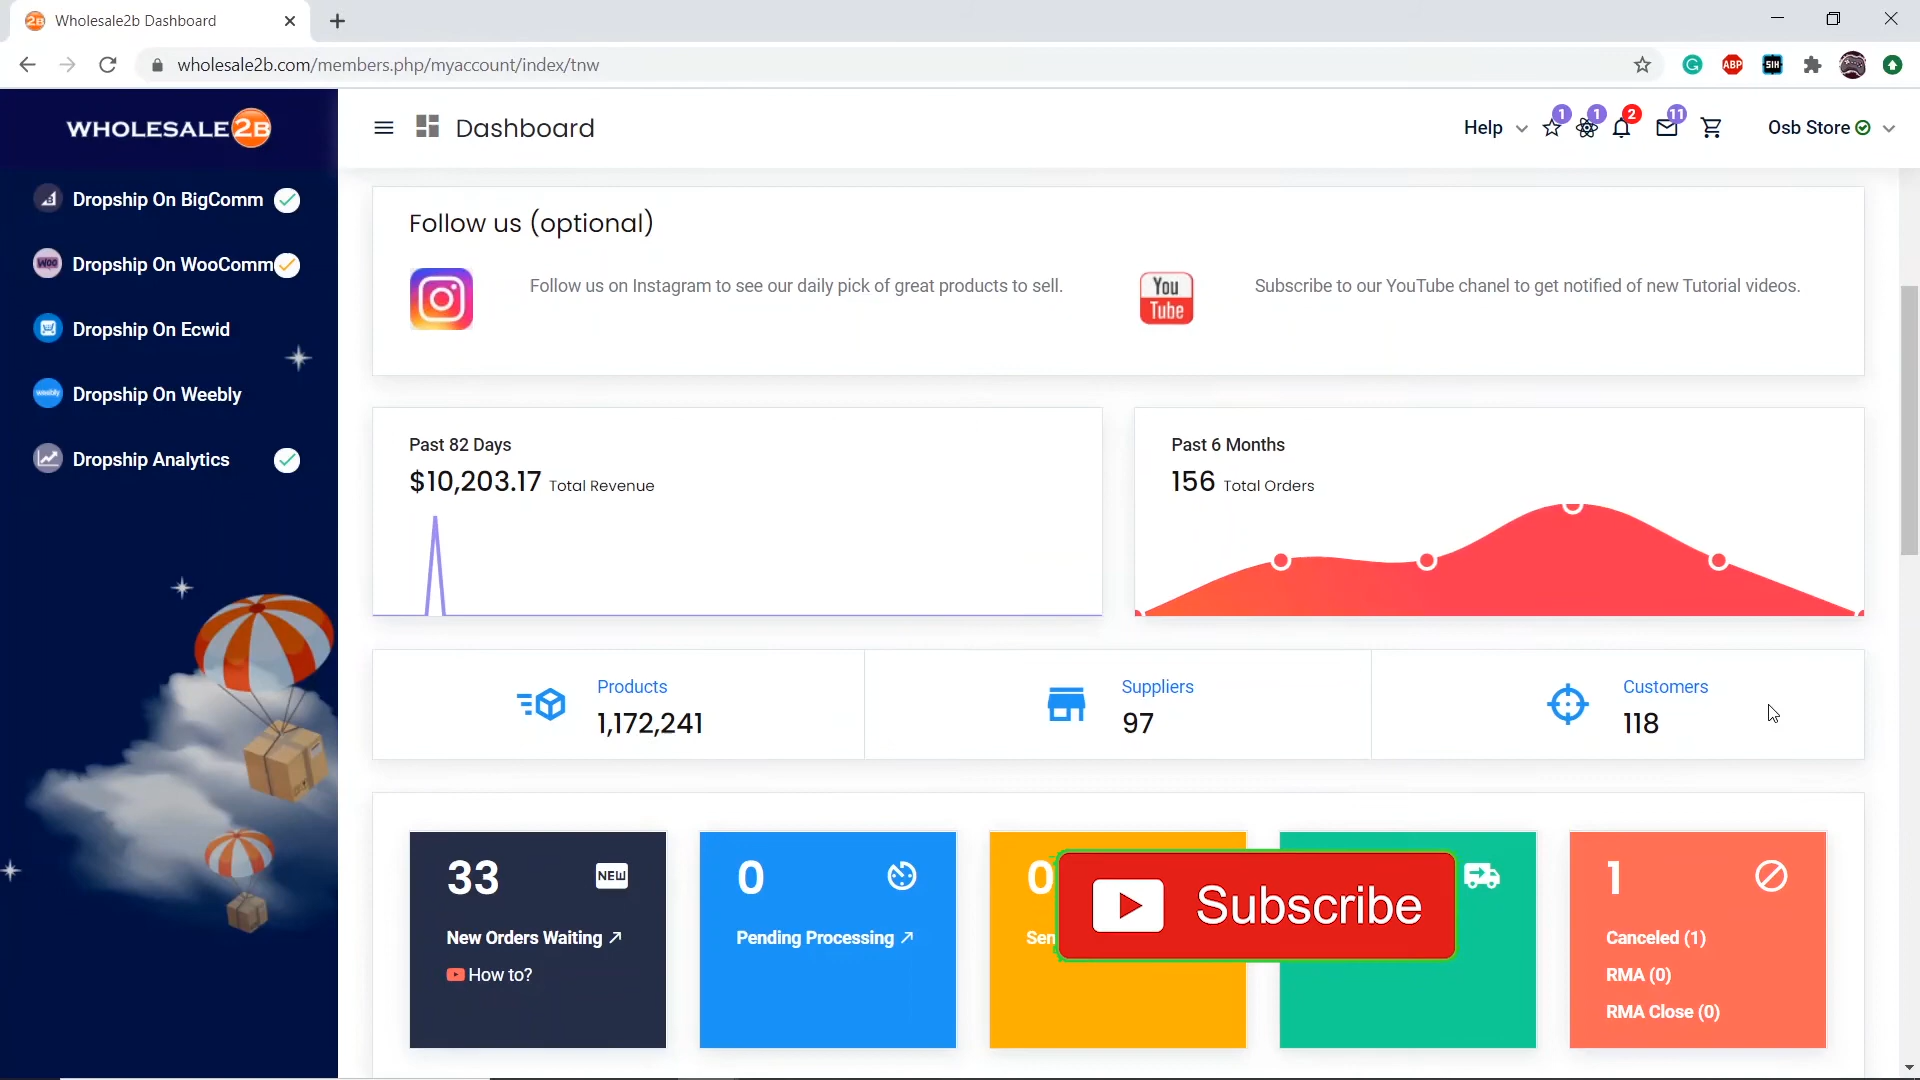 Wholesale2b Dashboard
wholesale2b.com/members.php/myaccount/index/tnw
ABP
SIH
WHOLESALE2B
Dashboard
Help
1
1
2
11
Osb Store
Dropship On BigComm
Woo
Dropship On WooComm
Dropship On Ecwid
weebly
Dropship On Weebly
Dropship Analytics
Follow us (optional)
Follow us on Instagram to see our daily pick of great products to sell.
You
Tube
Subscribe to our YouTube chanel to get notified of new Tutorial videos.
Past 82 Days
$10,203.17 Total Revenue
Past 6 Months
156 Total Orders
Products
1,172,241
Suppliers
97
Customers
118
33
NEW
New Orders Waiting
How to?
0
Pending Processing
0
Sen
Subscribe
1
Canceled (1)
RMA (0)
RMA Close (0)